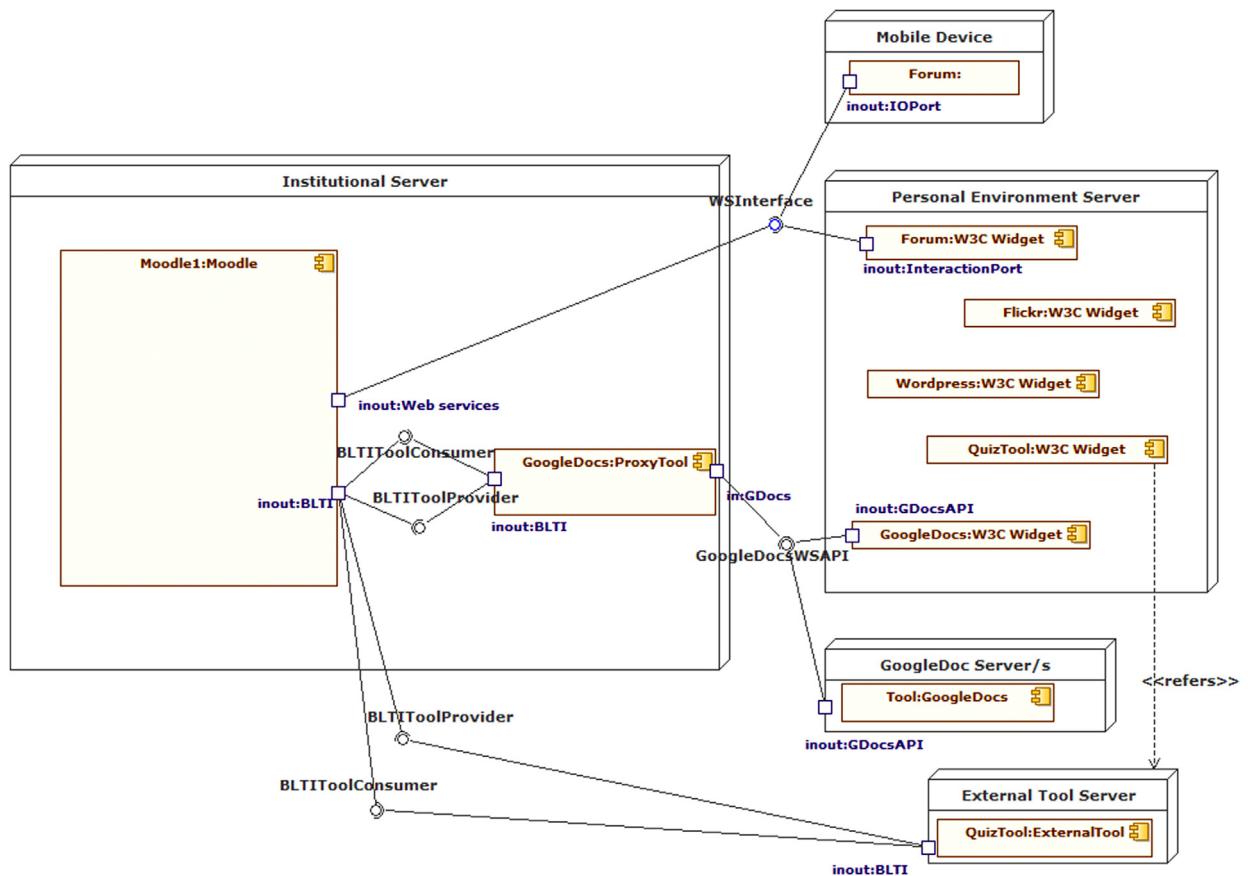 Mobile Device
Forum:
inout:IOPort
Institutional Server
WSInterface
Personal Environment Server
Moodle1:Moodle
Forum:W3C Widget
inout:InteractionPort
Flickr:W3C Widget
Wordpress:W3C Widget
inout:Web services
BLTIToolConsumer
GoogleDocs:ProxyTool
QuizTool:W3C Widget
inout:BLTI
BLTIToolProvider
in:GDocs
inout:BLTI
inout:GDocsAPI
GoogleDocs:W3C Widget
GoogleDocsWSAPI
GoogleDoc Server/s
<<refers>>
Tool:GoogleDocs
BLTIToolProvider
inout:GDocsAPI
BLTIToolConsumer
External Tool Server
QuizTool:ExternalTool
inout:BLTI